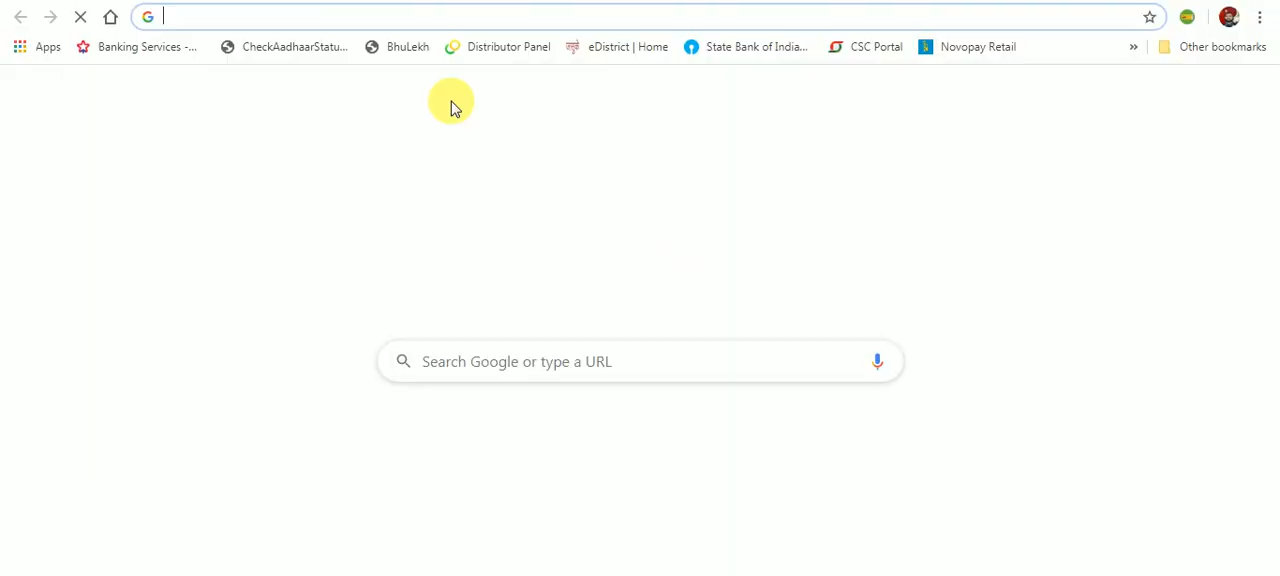 Apps Banking Services -... CheckAadhaarStatu... BhuLekh Distributor Panel eDistrict | Home State Bank of India... CSC Portal Novopay Retail » Other bookmarks
Search Google or type a URL